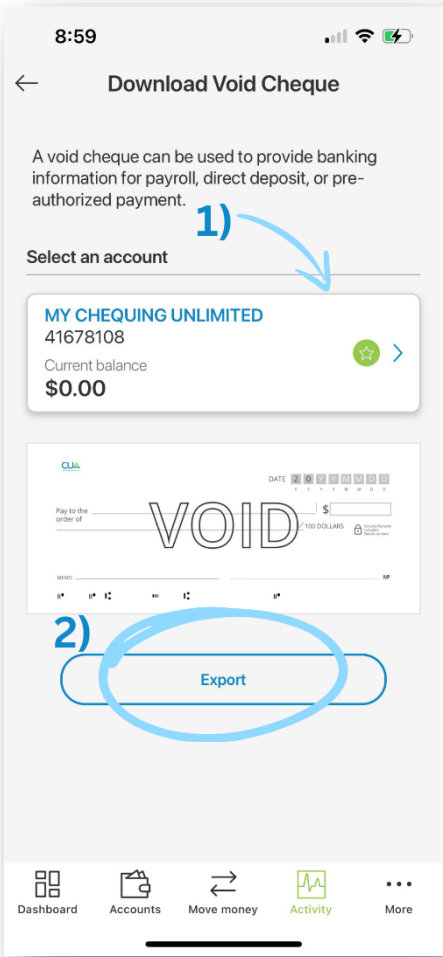 8:59
Download Void Cheque
A void cheque can be used to provide banking
information for payroll, direct deposit, or pre-
authorized payment.
1)
Select an account
MY CHEQUING UNLIMITED
41678108
Current balance
$0.00
CUA
DATE 2 0 Y Y M M D D
Y Y Y Y M M D D
Pay to the
order of
$
VOID
/100 DOLLARS
MEMO
MP
2)
Export
Dashboard
Accounts
Move money
Activity
More